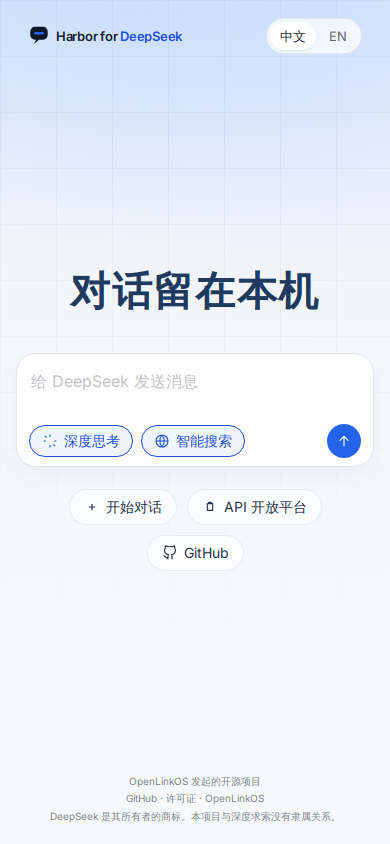 Harbor for DeepSeek
中文 EN
对话留在本机
给 DeepSeek 发送消息
深度思考 智能搜索
开始对话 API 开放平台
GitHub
OpenLinkOS 发起的开源项目
GitHub · 许可证 · OpenLinkOS
DeepSeek 是其所有者的商标。本项目与深度求索没有隶属关系。